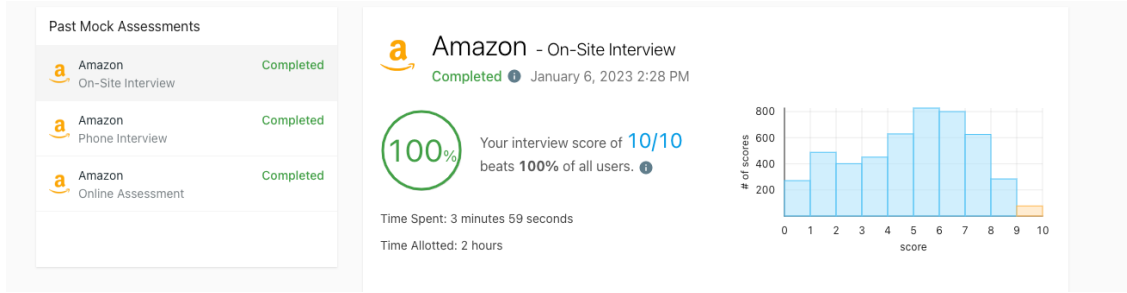 Past Mock Assessments
Amazon
Completed
On-Site Interview
Amazon
Completed
Phone Interview
Amazon
Completed
Online Assessment
Amazon - On-Site Interview
Completed January 6, 2023 2:28 PM
100%
Your interview score of 10/10
beats 100% of all users.
Time Spent: 3 minutes 59 seconds
Time Allotted: 2 hours
# of scores
800
600
400
200
0 1 2 3 4 5 6 7 8 9 10
score